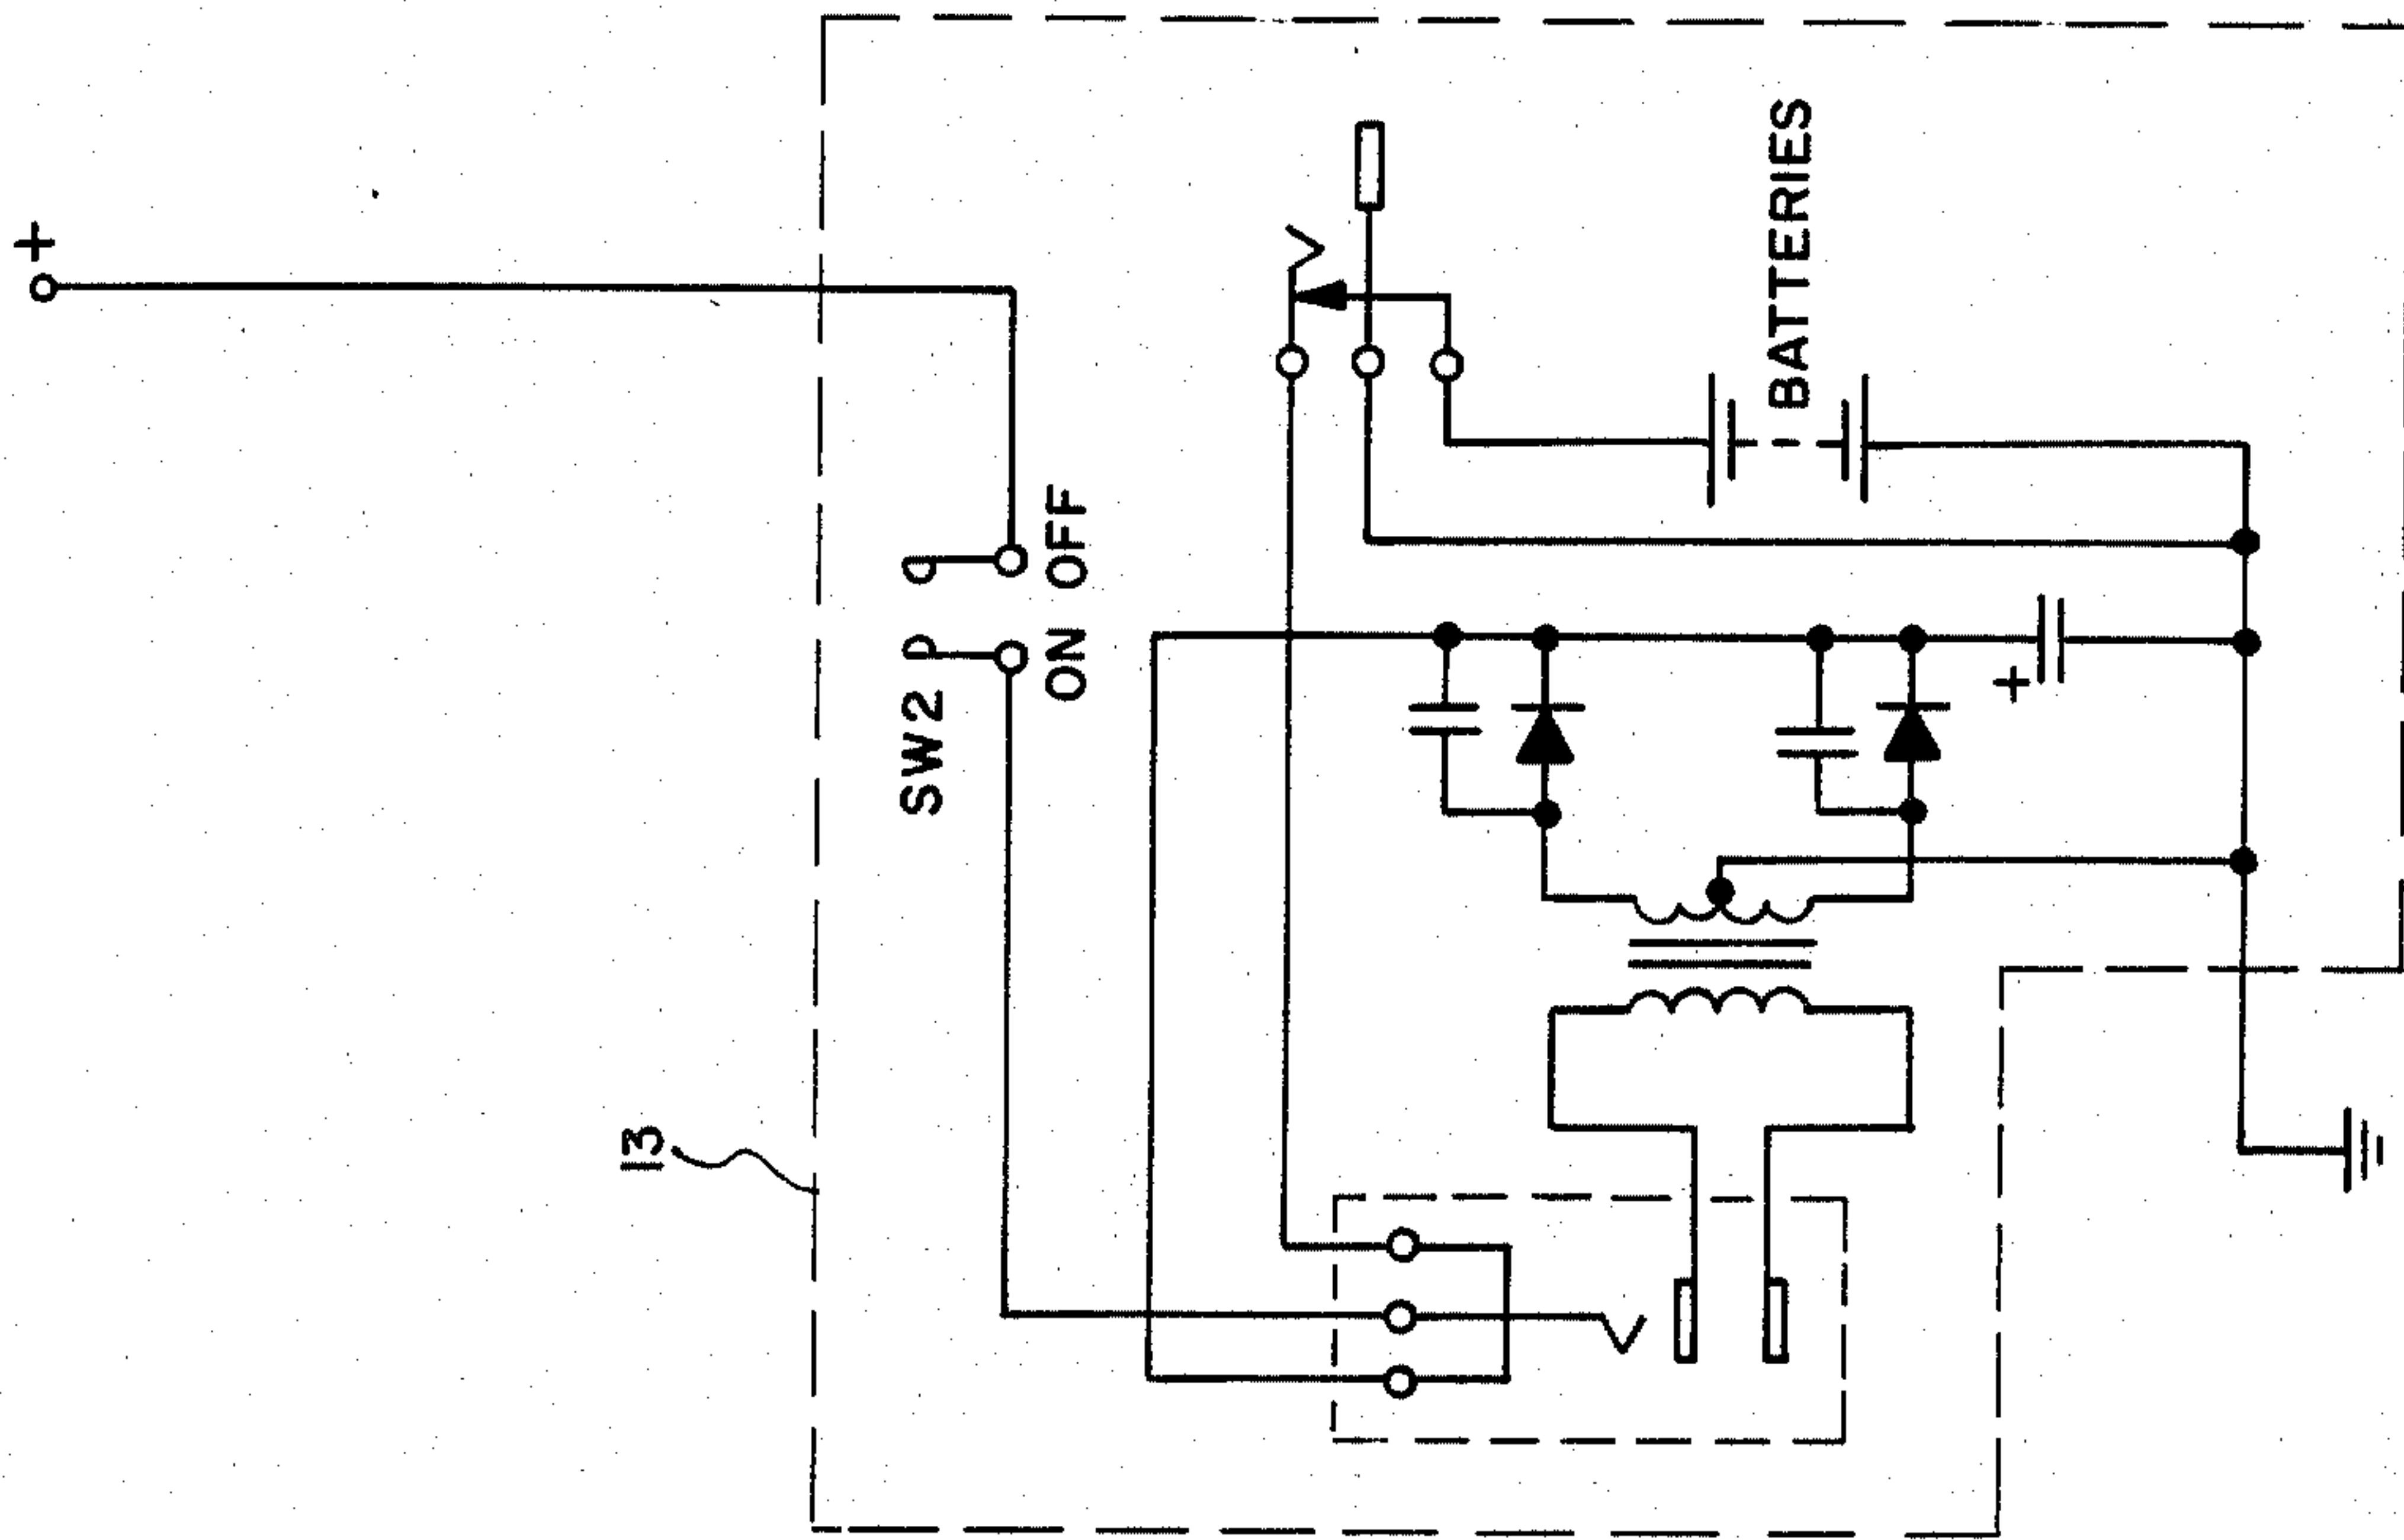 +
SW2
ON OFF
BATTERIES
+
13